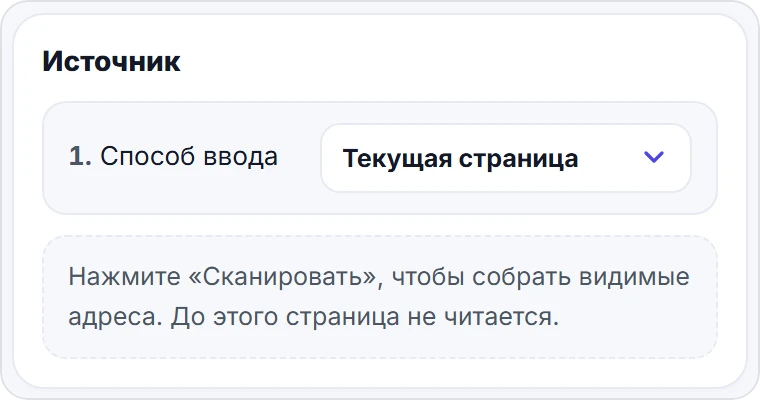 Источник
1. Способ ввода Текущая страница
Нажмите «Сканировать», чтобы собрать видимые
адреса. До этого страница не читается.